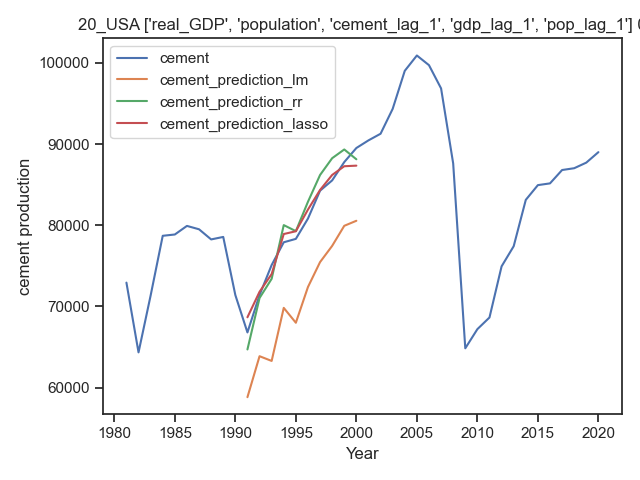 20_USA ['real_GDP', 'population', 'cement_lag_1', 'gdp_lag_1', 'pop_lag_1']
cement
cement_prediction_lm
cement_prediction_rr
cement_prediction_lasso
cement production
100000
90000
80000
70000
60000
1980 1985 1990 1995 2000 2005 2010 2015 2020
Year